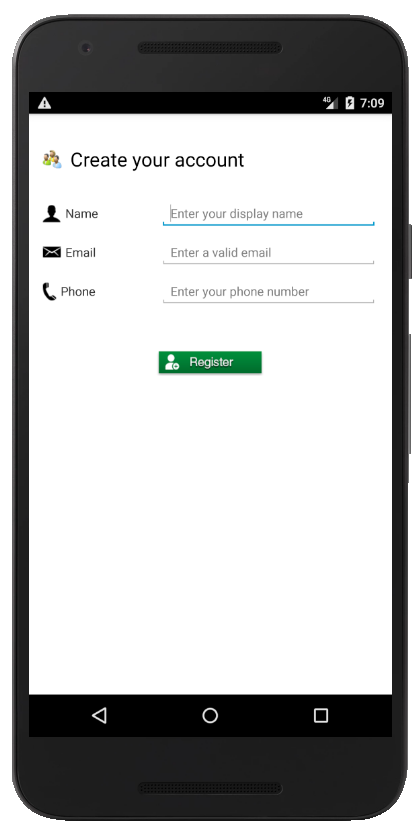 4G 7:09
Create your account
Name Enter your display name
Email Enter a valid email
Phone Enter your phone number
Register